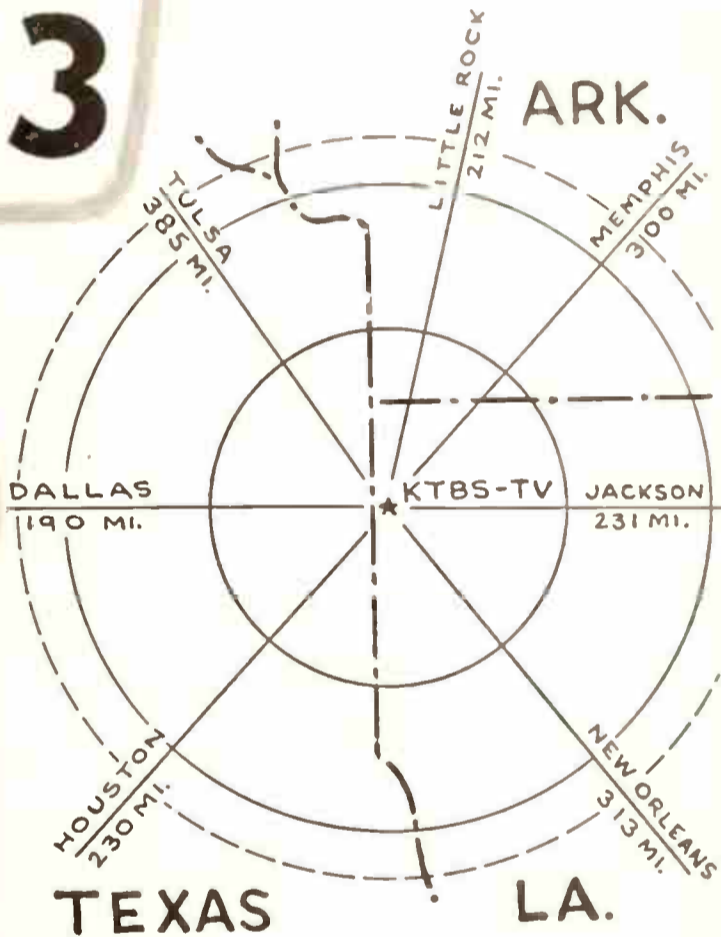 3
ARK.
LITTLE ROCK
212 MI.
MEMPHIS
3100 MI.
TULSA
385 MI.
DALLAS
190 MI.
KTBS-TV
JACKSON
231 MI.
HOUSTON
230 MI.
NEW ORLEANS
313 MI.
TEXAS
LA.